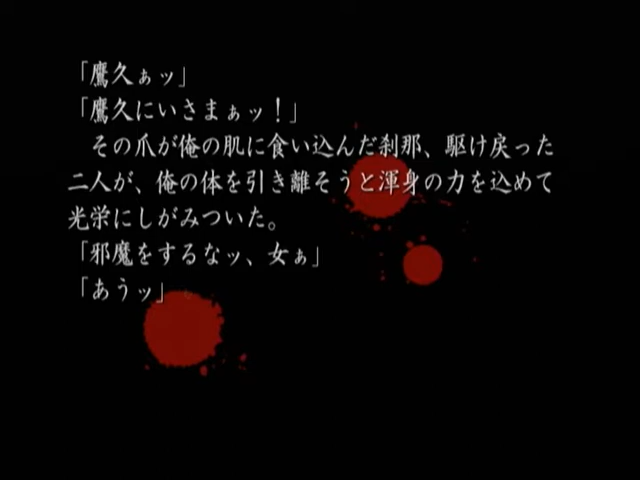 「鷹久ぁッ」
「鷹久にいさまぁッ！」
　その爪が俺の肌に食い込んだ刹那、駆け戻った
二人が、俺の体を引き離そうと渾身の力を込めて
光栄にしがみついた。
「邪魔をするなッ、女ぁ」
「あうッ」